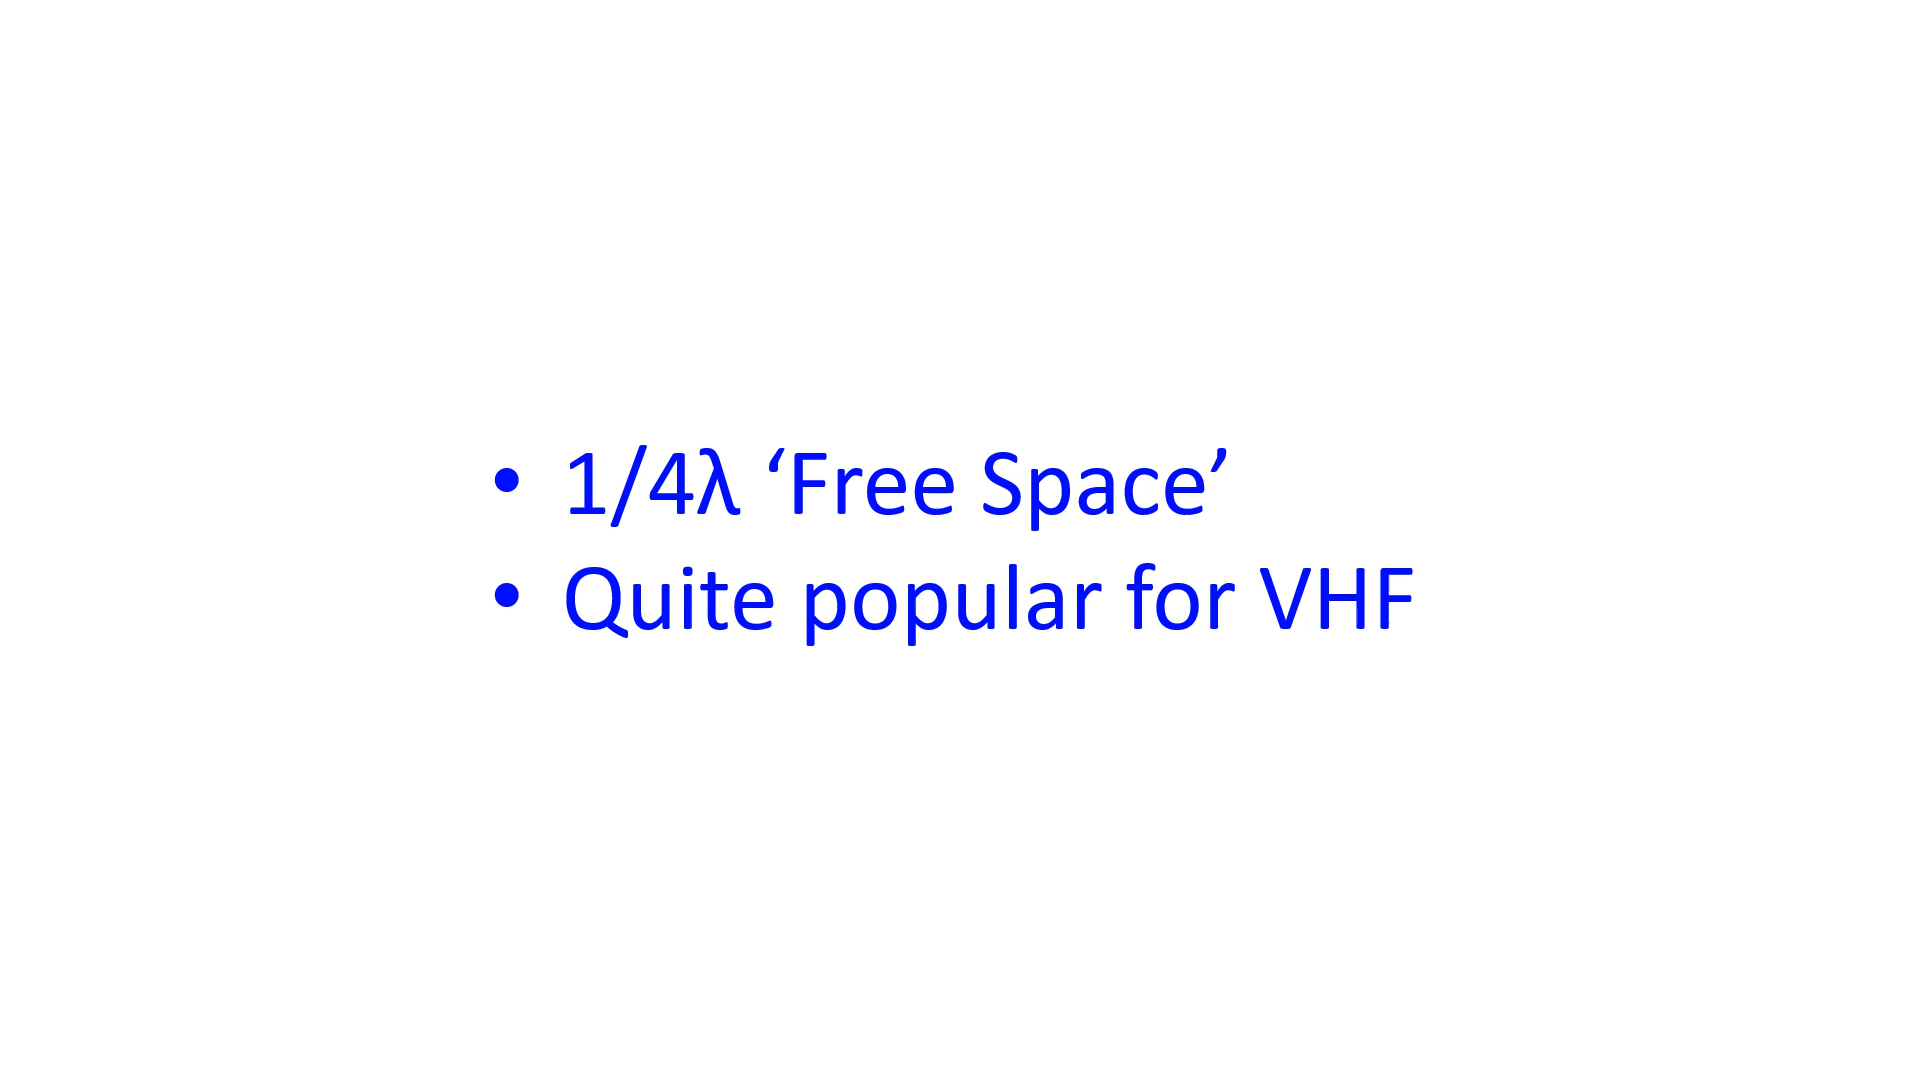 • 1/4λ ‘Free Space’
• Quite popular for VHF